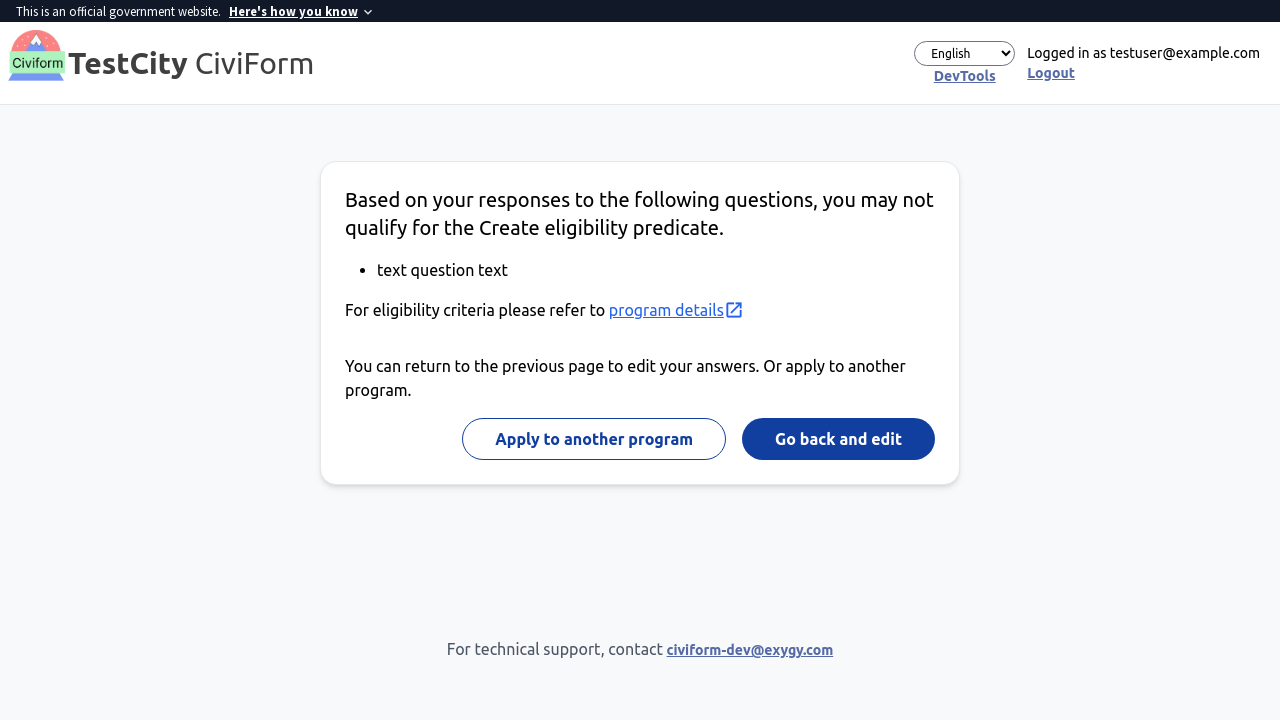 This is an official government website. Here's how you know
Civiform
TestCity CiviForm
English
DevTools
Logged in as testuser@example.com
Logout
Based on your responses to the following questions, you may not
qualify for the Create eligibility predicate.
• text question text
For eligibility criteria please refer to program details
You can return to the previous page to edit your answers. Or apply to another
program.
Apply to another program
Go back and edit
For technical support, contact civiform-dev@exygy.com